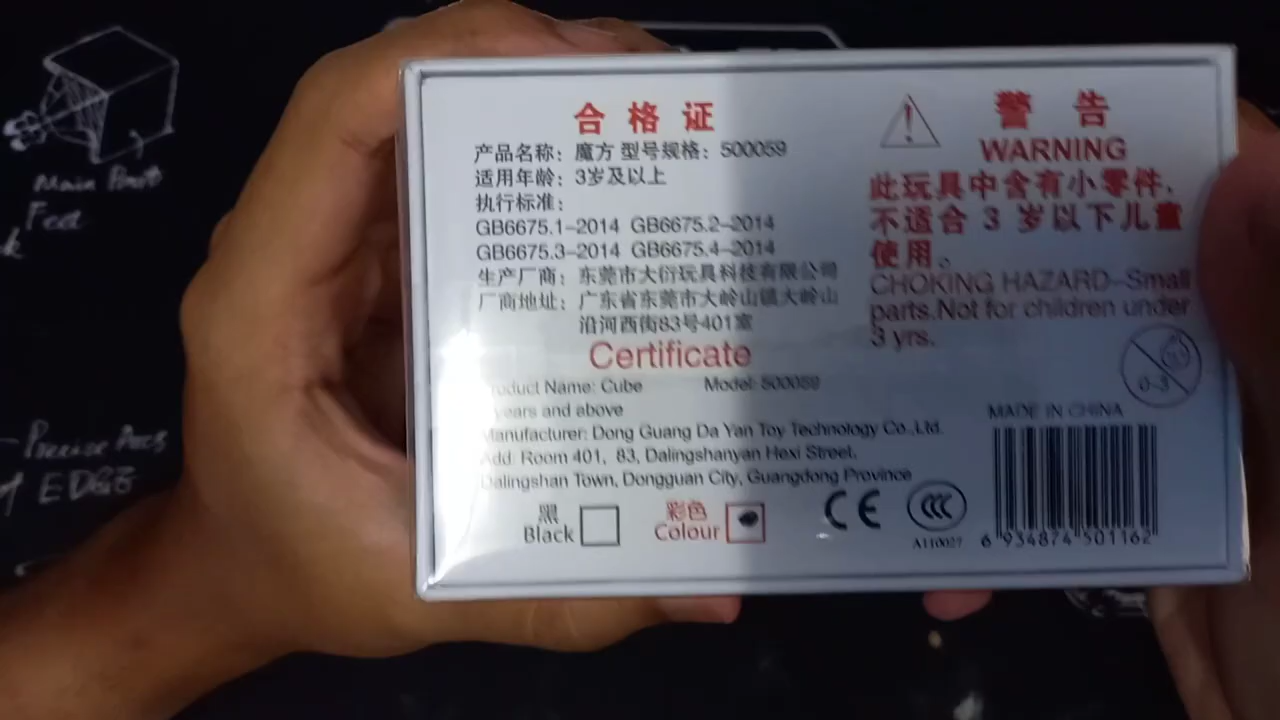 合格证
产品名称：魔方 型号规格：500059
适用年龄：3岁及以上
执行标准：
GB6675.1-2014 GB6675.2-2014
GB6675.3-2014 GB6675.4-2014
生产厂商：东莞市大衍玩具科技有限公司
厂商地址：广东省东莞市大岭山镇大岭山
沿河西街83号401室
Certificate
Product Name: Cube Model: 500059
years and above
Manufacturer: Dong Guang Da Yan Toy Technology Co.,Ltd.
Add: Room 401, 83, Dalingshanyan Hexi Street,
Dalingshan Town, Dongguan City, Guangdong Province
黑
Black
彩色
Colour
CE
CCC
A110027
警告
WARNING
此玩具中含有小零件，
不适合 3 岁以下儿童
使用。
CHOKING HAZARD-Small
parts.Not for children under
3 yrs.
0-3
MADE IN CHINA
6 934874 501162
Main
Feet
EDGE